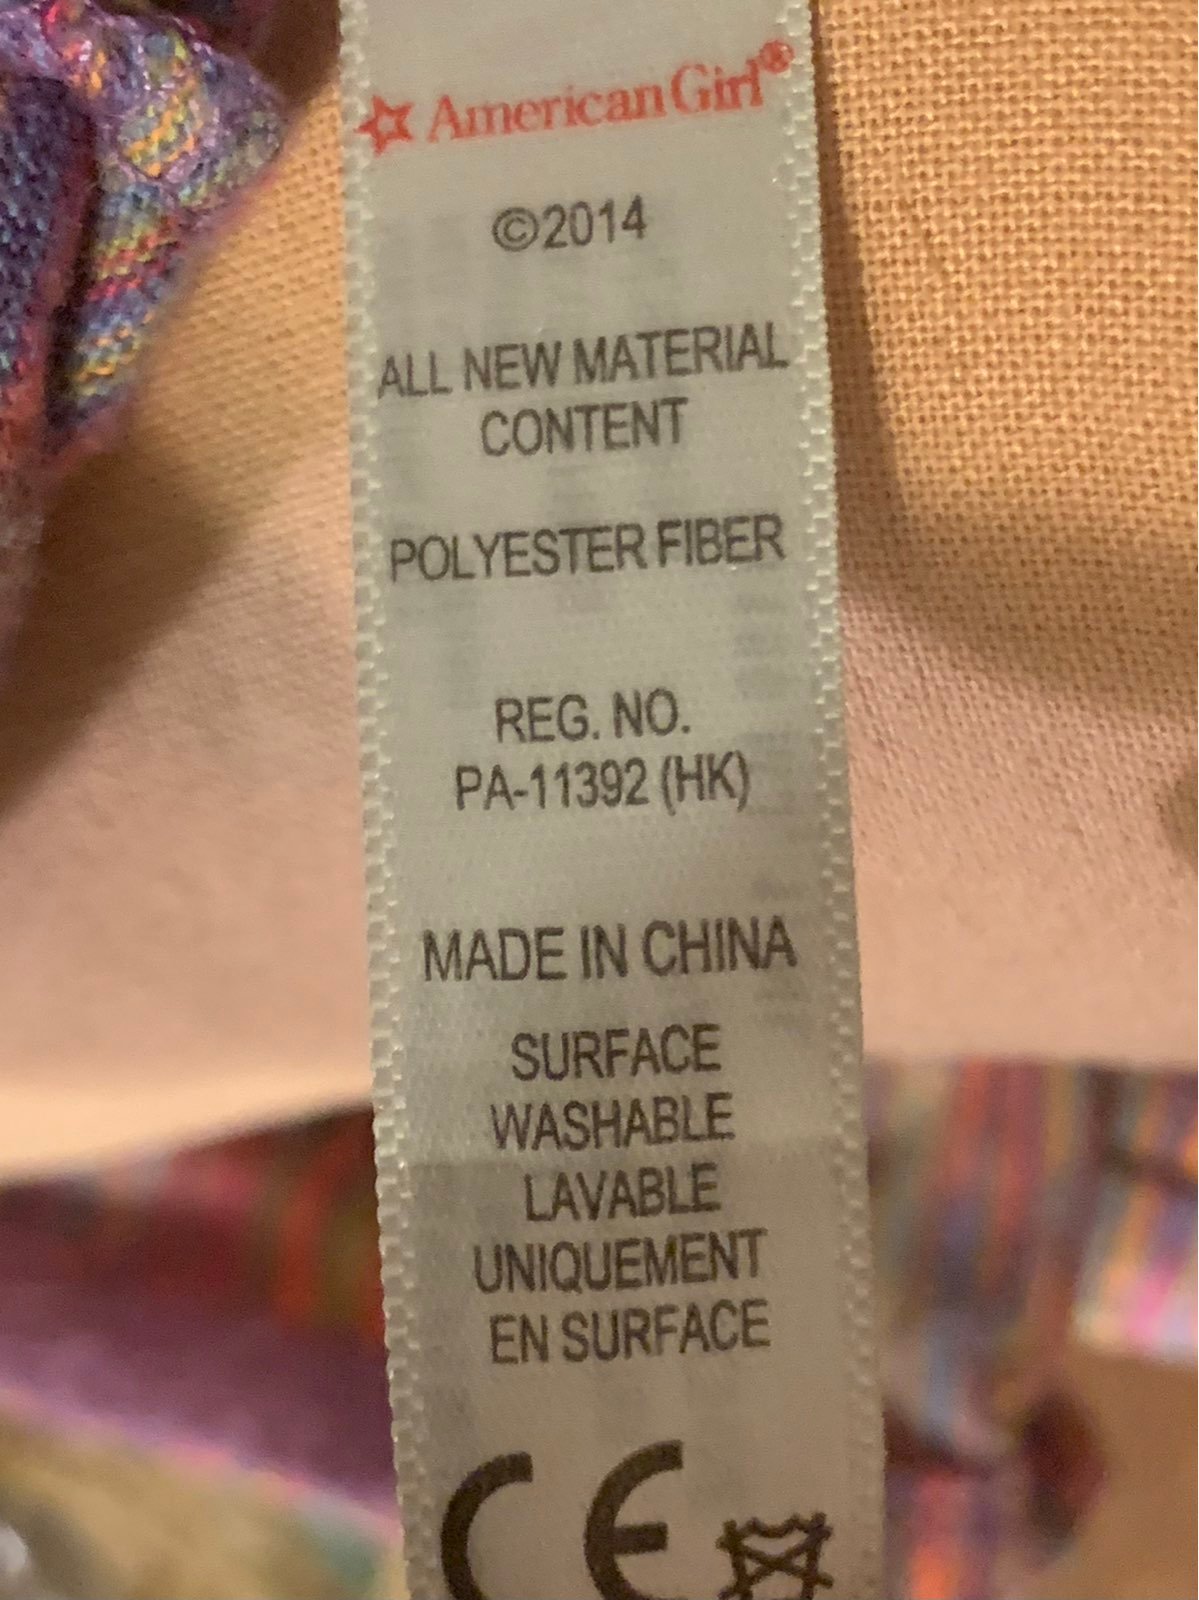 American Girl®
©2014
ALL NEW MATERIAL
CONTENT
POLYESTER FIBER
REG. NO.
PA-11392 (HK)
MADE IN CHINA
SURFACE
WASHABLE
LAVABLE
UNIQUEMENT
EN SURFACE
CE